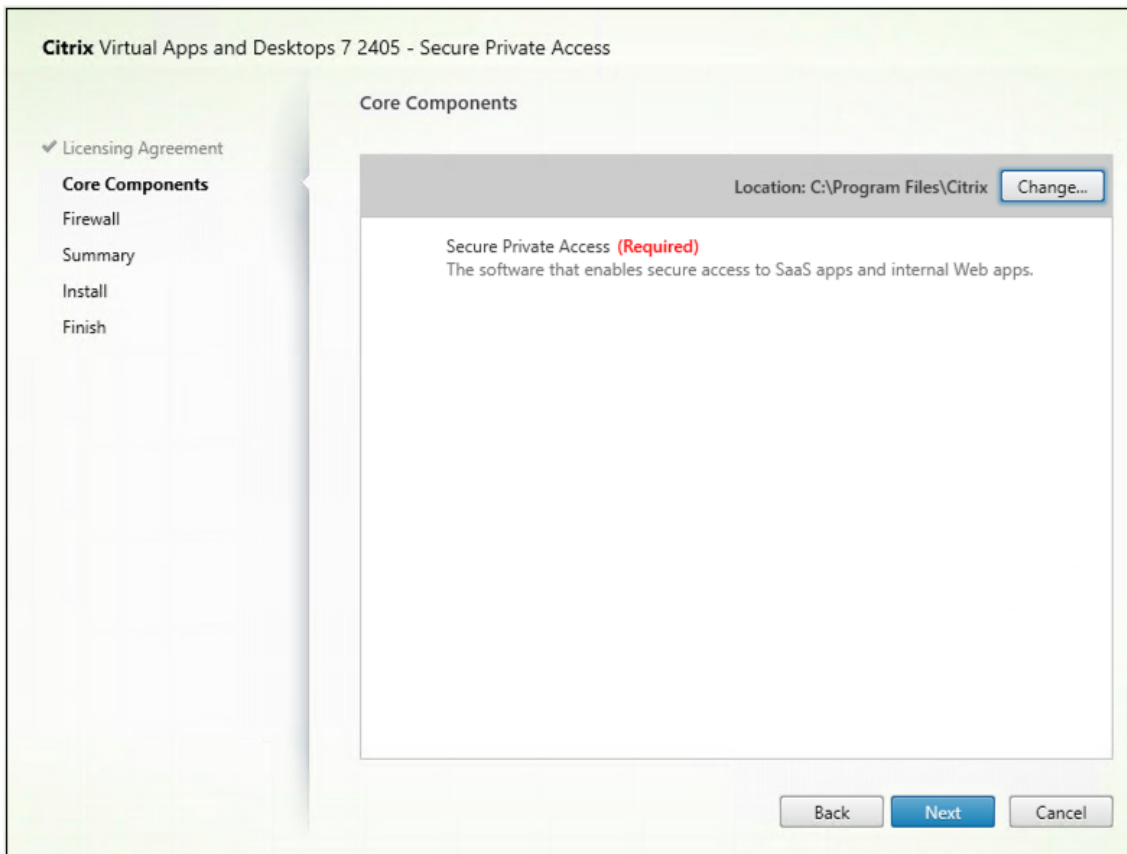 Citrix Virtual Apps and Desktops 7 2405 - Secure Private Access
Licensing Agreement
Core Components
Firewall
Summary
Install
Finish
Core Components
Location: C:\Program Files\Citrix
Change...
Secure Private Access (Required)
The software that enables secure access to SaaS apps and internal Web apps.
Back
Next
Cancel